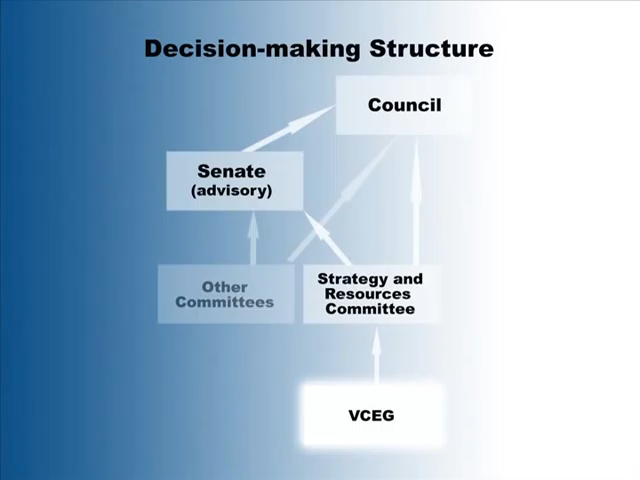 Decision-making Structure
Council
Senate
(advisory)
Other
Committees
Strategy and
Resources
Committee
VCEG